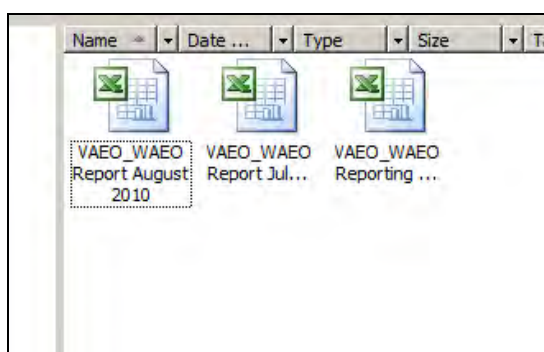 Name Date ... Type Size
VAEO_WAEO VAEO_WAEO VAEO_WAEO
Report August Report Jul... Reporting ...
2010